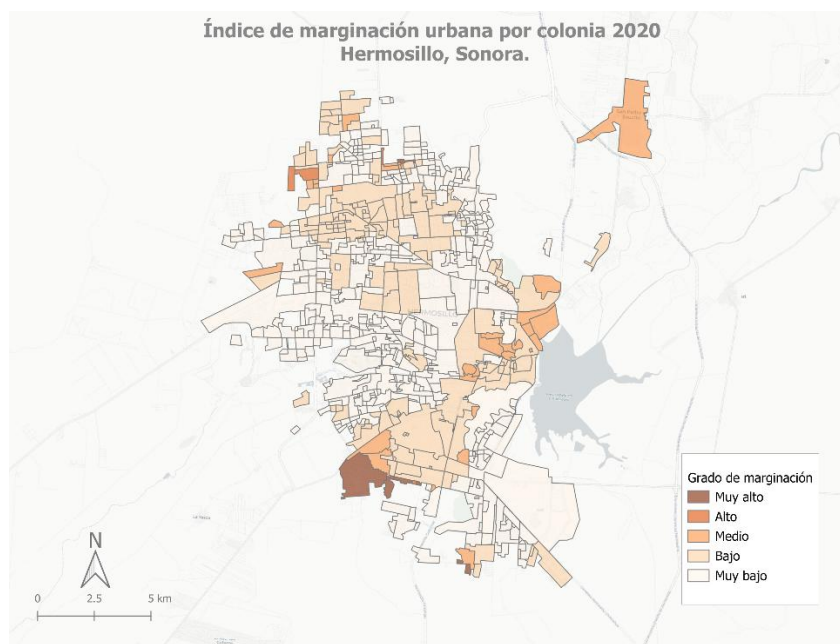 Índice de marginación urbana por colonia 2020
Hermosillo, Sonora.
HERMOSILLO
Grado de marginación
Muy alto
Alto
Medio
Bajo
Muy bajo
N
0 2.5 5 km